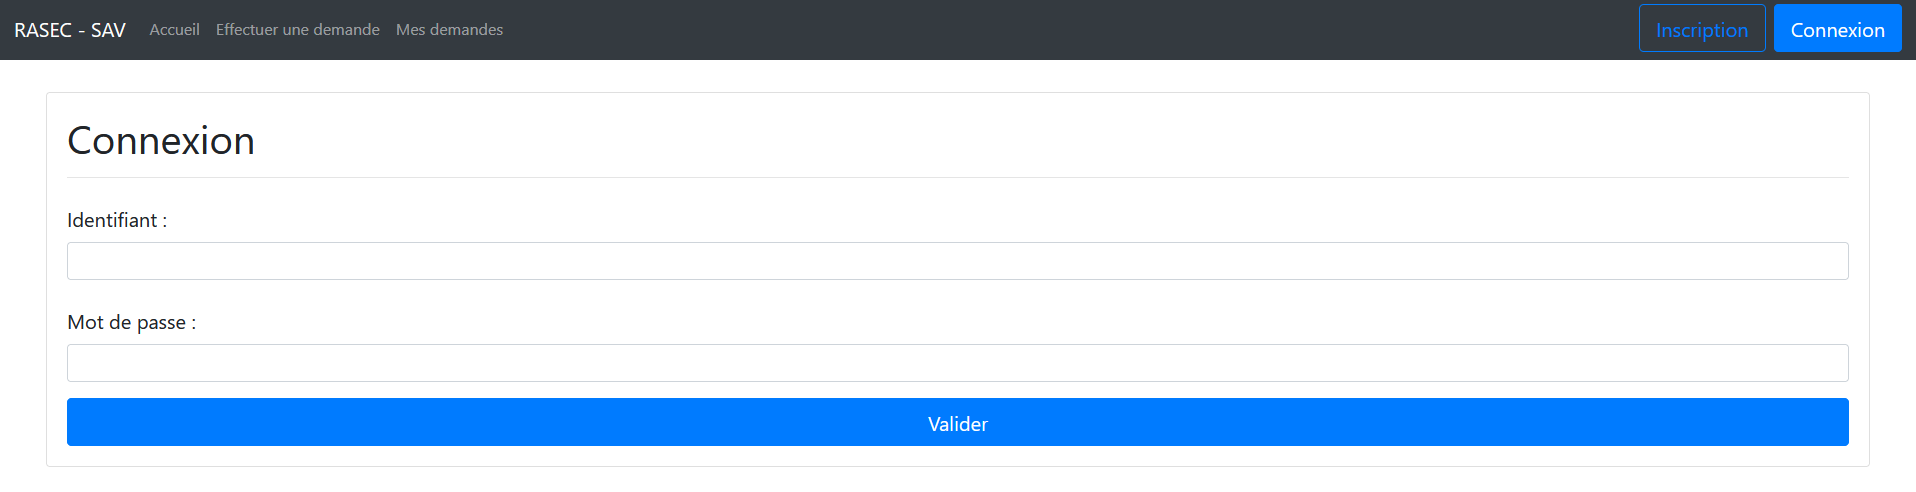 RASEC - SAV Accueil Effectuer une demande Mes demandes Inscription Connexion
Connexion
Identifiant :
Mot de passe :
Valider